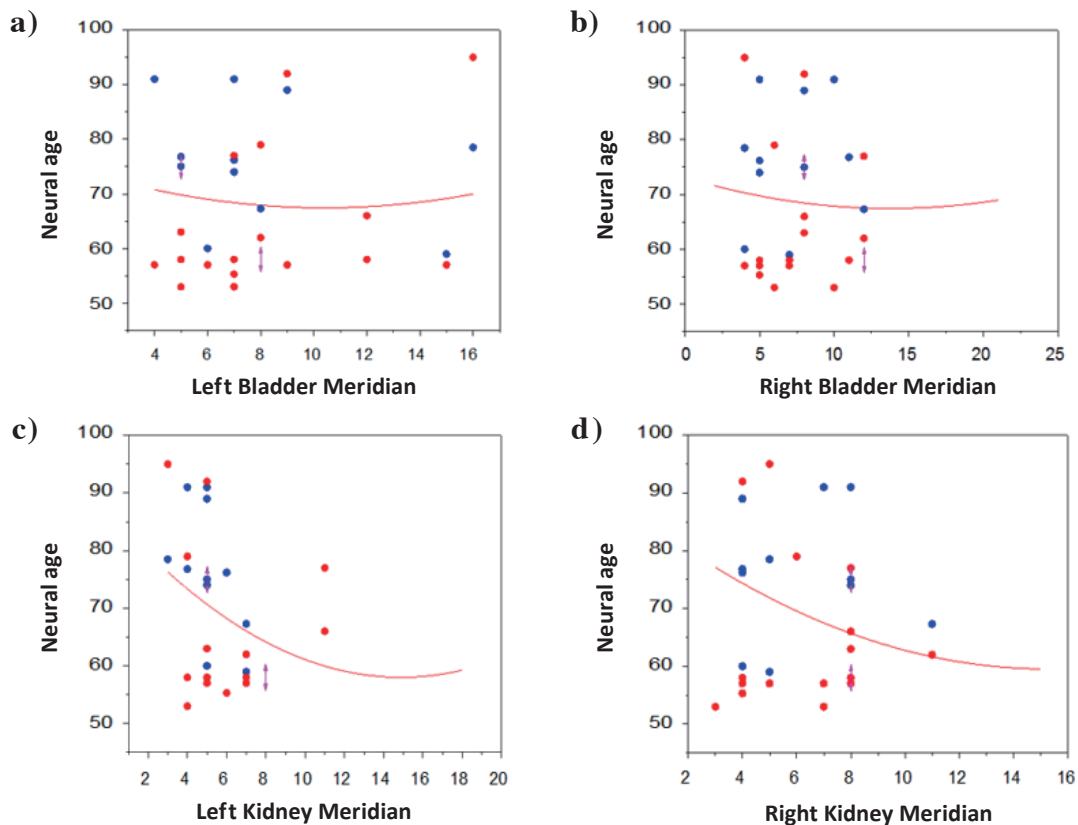 a)
100
90
80
70
60
50
Neural age
4 6 8 10 12 14 16
Left Bladder Meridian
b)
100
90
80
70
60
50
Neural age
0 5 10 15 20 25
Right Bladder Meridian
c)
100
90
80
70
60
50
Neural age
2 4 6 8 10 12 14 16 18 20
Left Kidney Meridian
d)
100
90
80
70
60
50
Neural age
2 4 6 8 10 12 14 16
Right Kidney Meridian